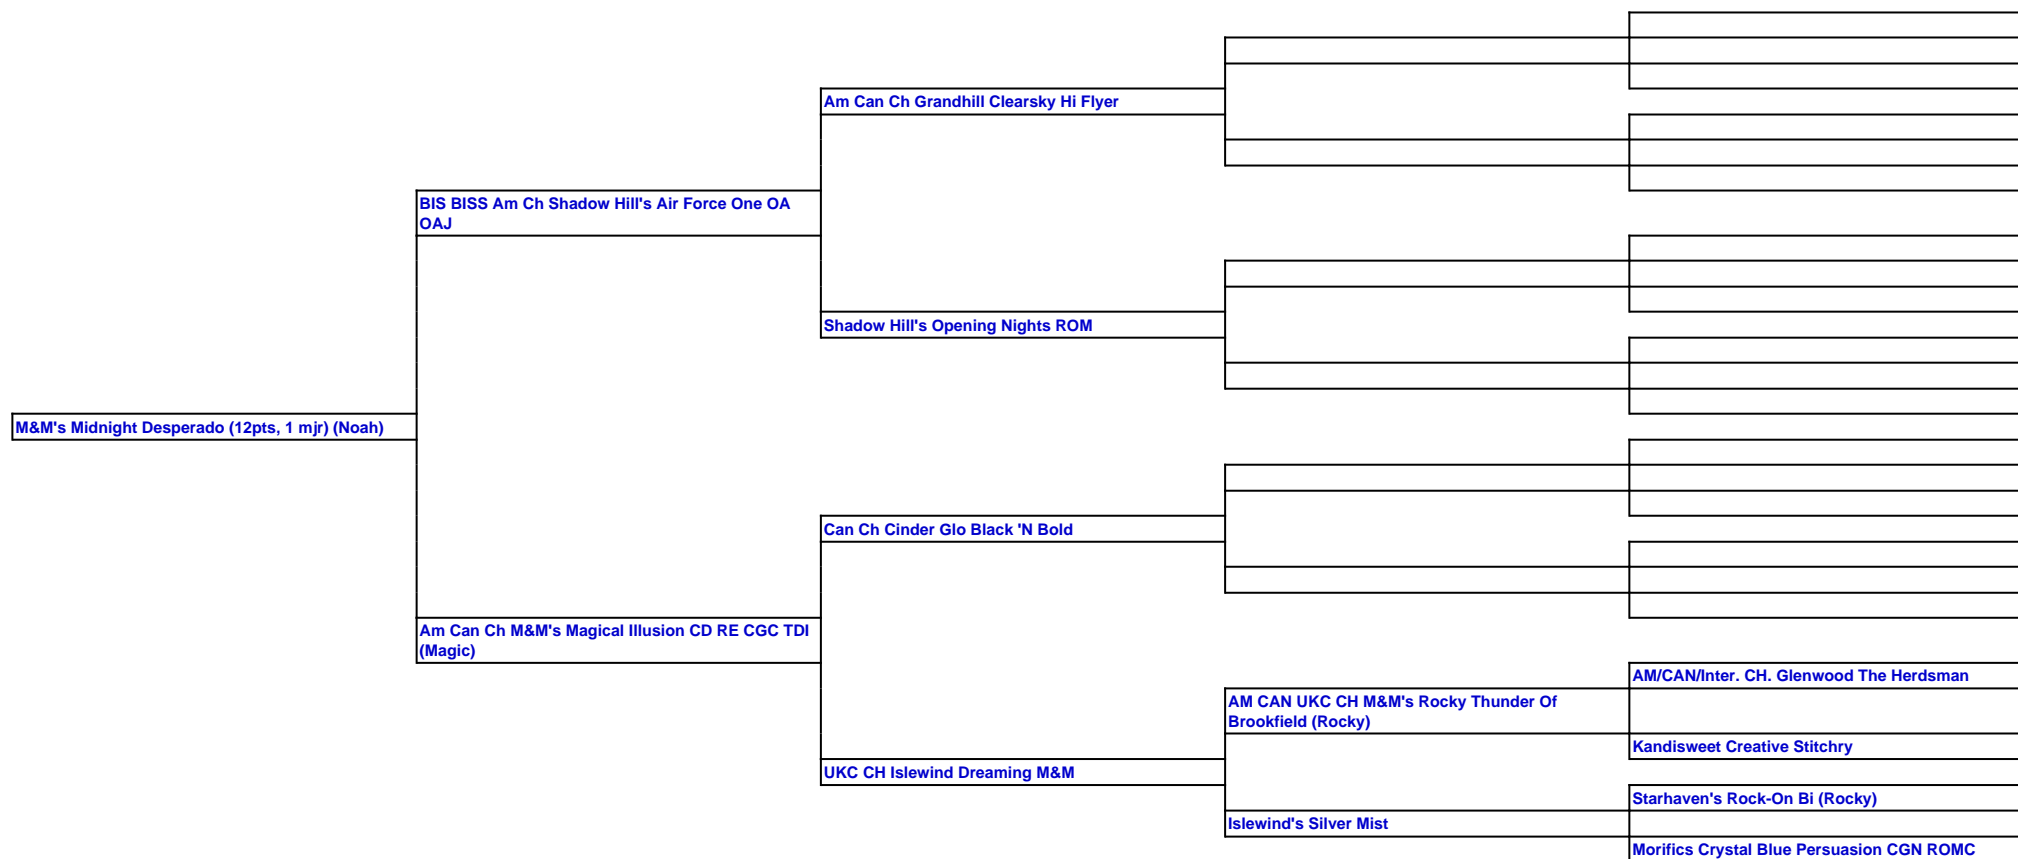 Am Can Ch Grandhill Clearsky Hi Flyer
BIS BISS Am Ch Shadow Hill's Air Force One OA
OAJ
Shadow Hill's Opening Nights ROM
M&M's Midnight Desperado (12pts, 1 mjr) (Noah)
Can Ch Cinder Glo Black 'N Bold
Am Can Ch M&M's Magical Illusion CD RE CGC TDI
(Magic)
AM/CAN/Inter. CH. Glenwood The Herdsman
AM CAN UKC CH M&M's Rocky Thunder Of
Brookfield (Rocky)
Kandisweet Creative Stitchry
UKC CH Islewind Dreaming M&M
Starhaven's Rock-On Bi (Rocky)
Islewind's Silver Mist
Morifics Crystal Blue Persuasion CGN ROMC